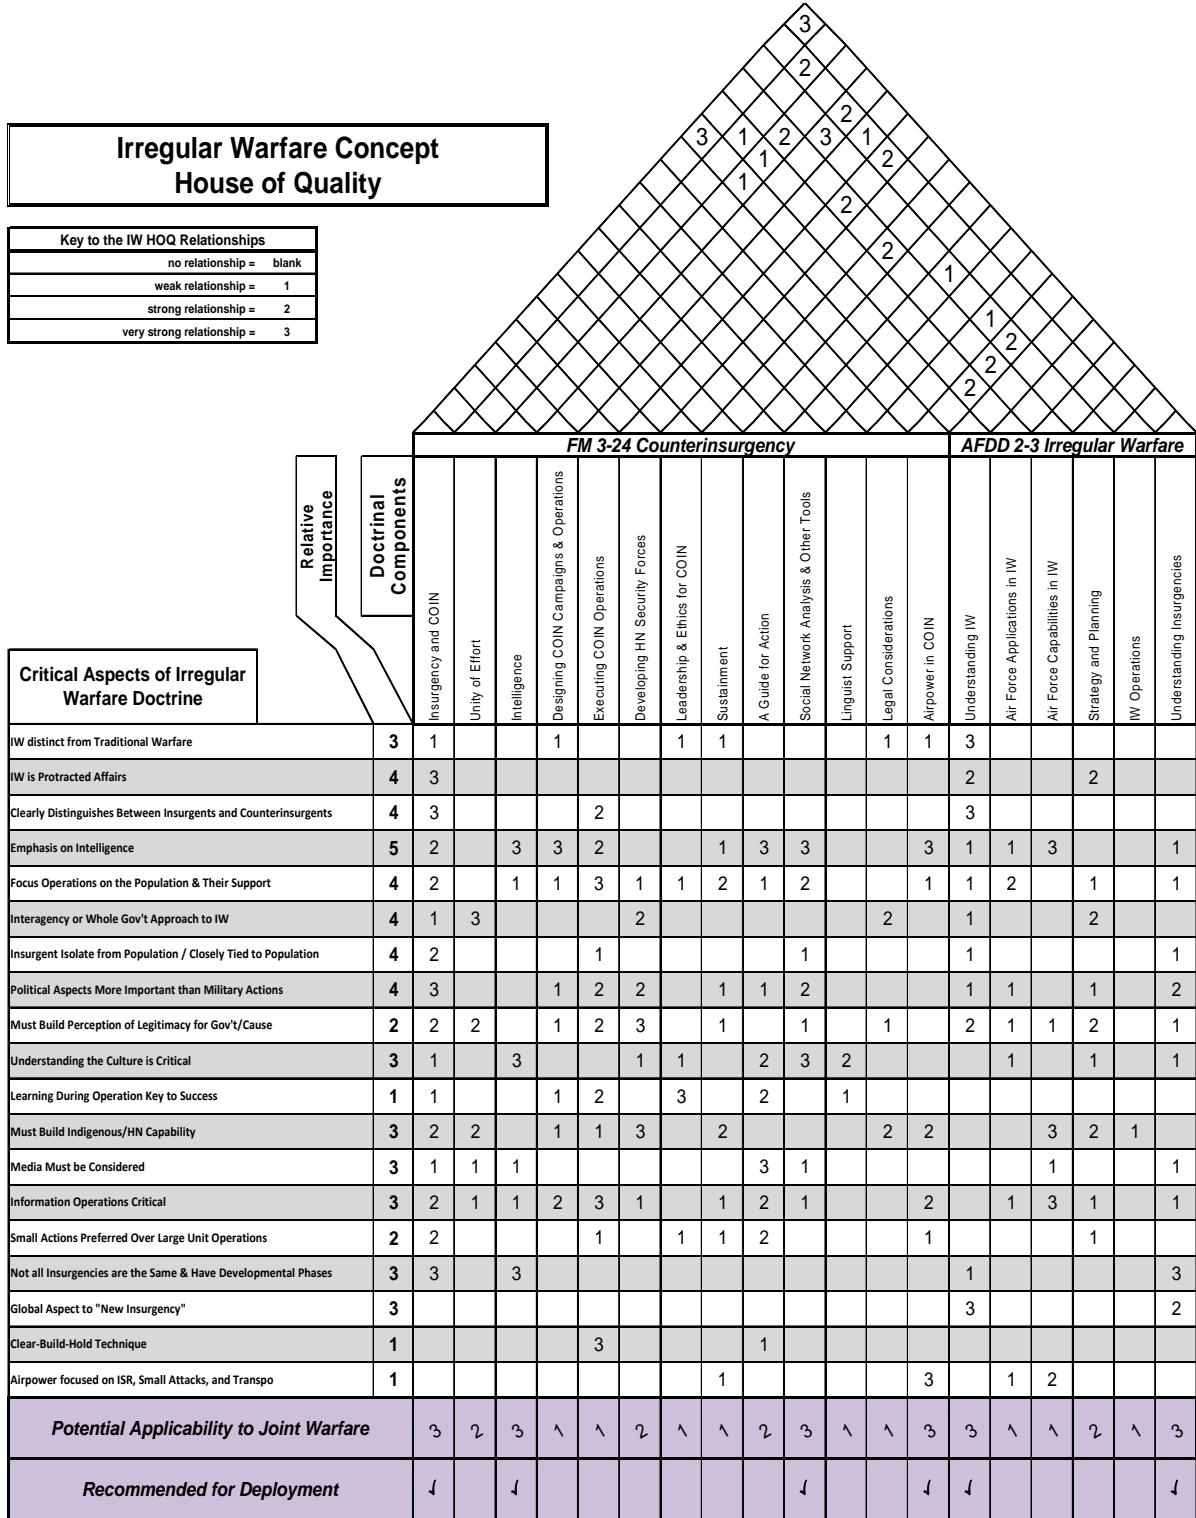 Irregular Warfare Concept
House of Quality
Key to the IW HOQ Relationships
no relationship = blank
weak relationship = 1
strong relationship = 2
very strong relationship = 3
3
2
2
3 1 2 3 1
1 2
1
2
2
1
1
2
2
2
FM 3-24 Counterinsurgency
AFDD 2-3 Irregular Warfare
Relative
Importance
Doctrinal
Components
Insurgency and COIN
Unity of Effort
Intelligence
Designing COIN Campaigns & Operations
Executing COIN Operations
Developing HN Security Forces
Leadership & Ethics for COIN
Sustainment
A Guide for Action
Social Network Analysis & Other Tools
Linguist Support
Legal Considerations
Airpower in COIN
Understanding IW
Air Force Applications in IW
Air Force Capabilities in IW
Strategy and Planning
IW Operations
Understanding Insurgencies
Critical Aspects of Irregular
Warfare Doctrine
IW distinct from Traditional Warfare 3 1 1 1 1 1 1 3
IW is Protracted Affairs 4 3 2 2
Clearly Distinguishes Between Insurgents and Counterinsurgents 4 3 2 3
Emphasis on Intelligence 5 2 3 3 2 1 3 3 3 1 1 3 1
Focus Operations on the Population & Their Support 4 2 1 1 3 1 1 2 1 2 1 1 2 1 1
Interagency or Whole Gov't Approach to IW 4 1 3 2 2 1 2
Insurgent Isolate from Population / Closely Tied to Population 4 2 1 1 1 1
Political Aspects More Important than Military Actions 4 3 1 2 2 1 1 2 1 1 1 2
Must Build Perception of Legitimacy for Gov't/Cause 2 2 2 1 2 3 1 1 1 2 1 1 2 1
Understanding the Culture is Critical 3 1 3 1 1 2 3 2 1 1 1
Learning During Operation Key to Success 1 1 1 2 3 2 1
Must Build Indigenous/HN Capability 3 2 2 1 1 3 2 2 2 3 2 1
Media Must be Considered 3 1 1 1 3 1 1 1
Information Operations Critical 3 2 1 1 2 3 1 1 2 1 2 1 3 1 1
Small Actions Preferred Over Large Unit Operations 2 2 1 1 1 2 1 1
Not all Insurgencies are the Same & Have Developmental Phases 3 3 3 1 3
Global Aspect to "New Insurgency" 3 3 2
Clear-Build-Hold Technique 1 3 1
Airpower focused on ISR, Small Attacks, and Transpo 1 1 3 1 2
Potential Applicability to Joint Warfare 3 2 3 1 1 2 1 1 2 3 1 1 3 3 1 1 2 1 3
Recommended for Deployment √ √ √ √ √ √